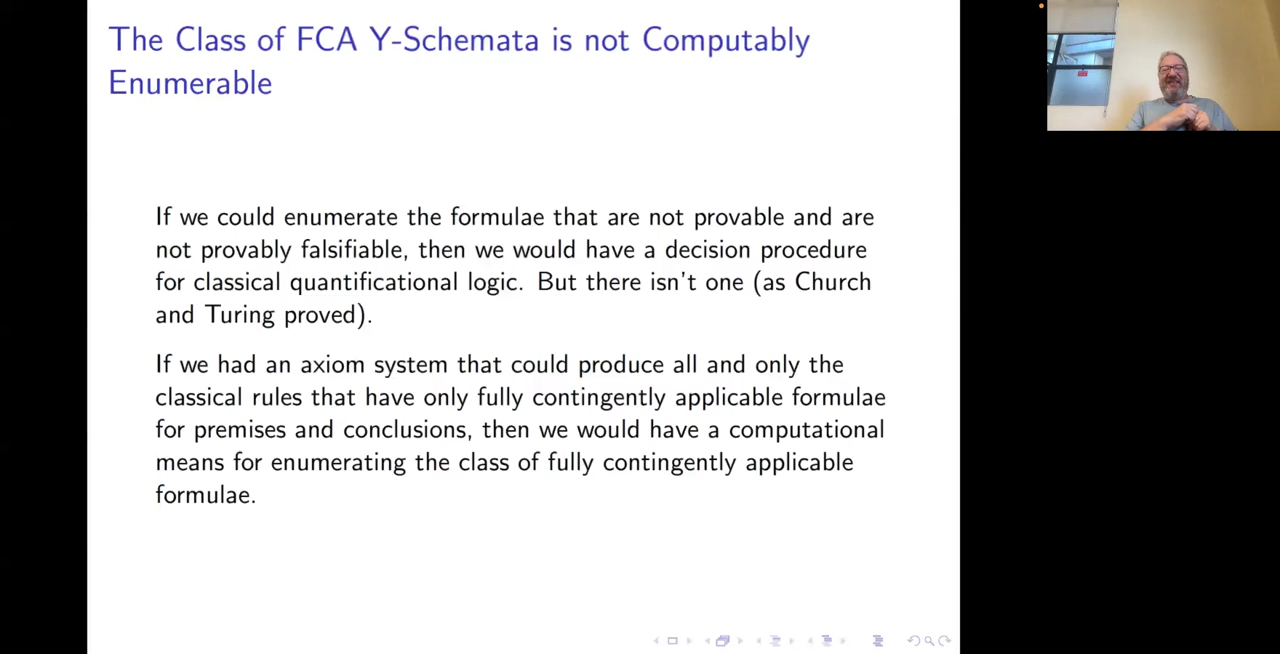 The Class of FCA Y-Schemata is not Computably
Enumerable
If we could enumerate the formulae that are not provable and are
not provably falsifiable, then we would have a decision procedure
for classical quantificational logic. But there isn't one (as Church
and Turing proved).
If we had an axiom system that could produce all and only the
classical rules that have only fully contingently applicable formulae
for premises and conclusions, then we would have a computational
means for enumerating the class of fully contingently applicable
formulae.